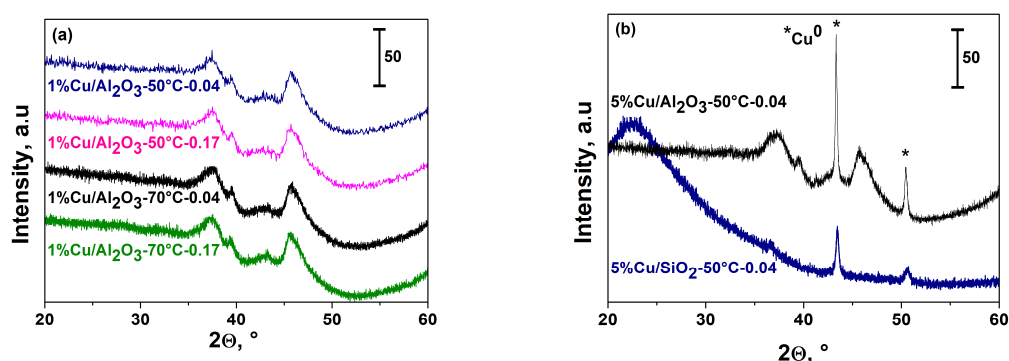 (a)
50
1%Cu/Al2O3-50°C-0.04
1%Cu/Al2O3-50°C-0.17
1%Cu/Al2O3-70°C-0.04
1%Cu/Al2O3-70°C-0.17
Intensity, a.u
20 30 40 50 60
2Θ, °
(b)
*Cu0
*
50
5%Cu/Al2O3-50°C-0.04
*
5%Cu/SiO2-50°C-0.04
Intensity, a.u
20 30 40 50 60
2Θ, °